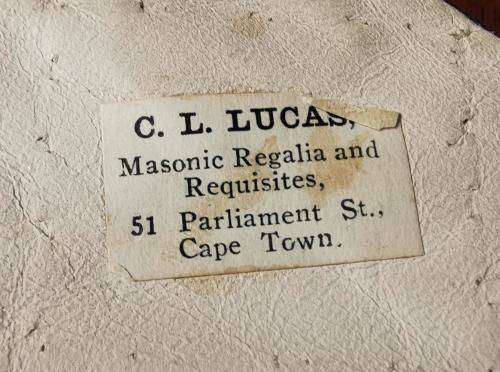 C. L. LUCAS,
Masonic Regalia and
Requisites,
51 Parliament St.,
Cape Town.